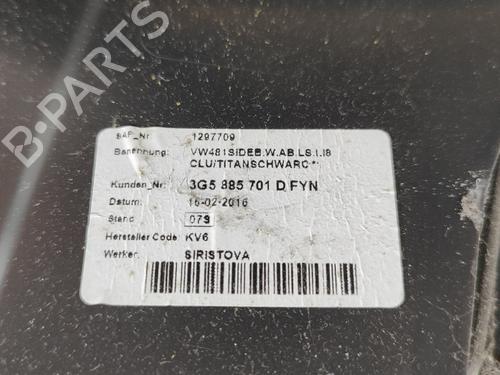 SAP_Nr 1297709
Benennung: VW481SIDEB.W.AB.LS.I.I8
CLU/TITANSCHWARC*:
Kunden_Nr: 3G5 885 701 D FYN
Datum: 16-02-2016
Stand 079
Hersteller Code: KV6
Werker: SIRISTOVA
B-PARTS